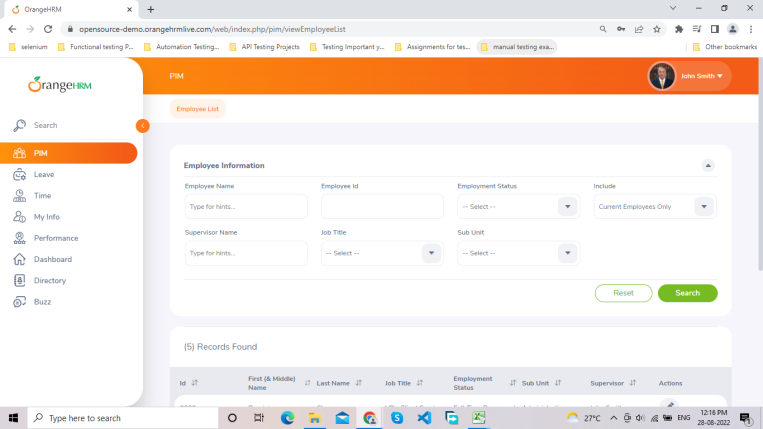 OrangeHRM
opensource-demo.orangehrmlive.com/web/index.php/pim/viewEmployeeList
selenium Functional testing P... Automation Testing... API Testing Projects Testing Important y... Assignments for tes... manual testing exa... Other bookmarks
OrangeHRM
PIM
John Smith
Employee List
Search
PIM
Leave
Time
My Info
Performance
Dashboard
Directory
Buzz
Employee Information
Employee Name Employee Id Employment Status Include
Type for hints... -- Select -- Current Employees Only
Supervisor Name Job Title Sub Unit
Type for hints... -- Select -- -- Select --
Reset Search
(5) Records Found
Id First (& Middle) Name Last Name Job Title Employment Status Sub Unit Supervisor Actions
Type here to search
27°C ENG 12:16 PM
28-08-2022
1